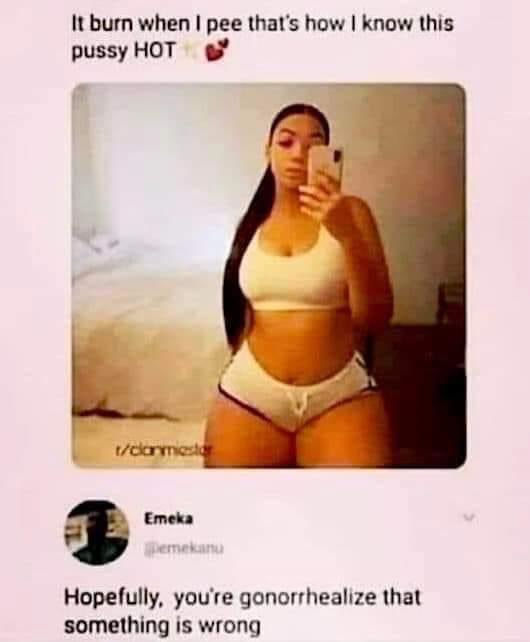 It burn when I pee that's how I know this
pussy HOT ✨💕
r/clanmiester
Emeka
@emekanu
Hopefully, you're gonorrhealize that
something is wrong